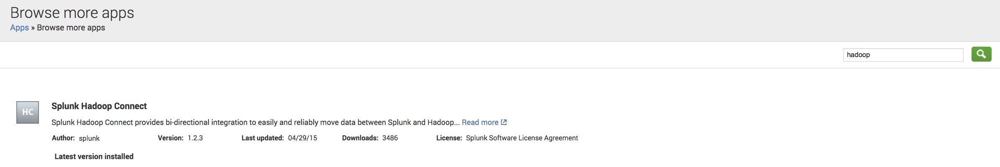 Browse more apps
Apps » Browse more apps
hadoop
HC
Splunk Hadoop Connect
Splunk Hadoop Connect provides bi-directional integration to easily and reliably move data between Splunk and Hadoop... Read more
Author: splunk Version: 1.2.3 Last updated: 04/29/15 Downloads: 3486 License: Splunk Software License Agreement
Latest version installed